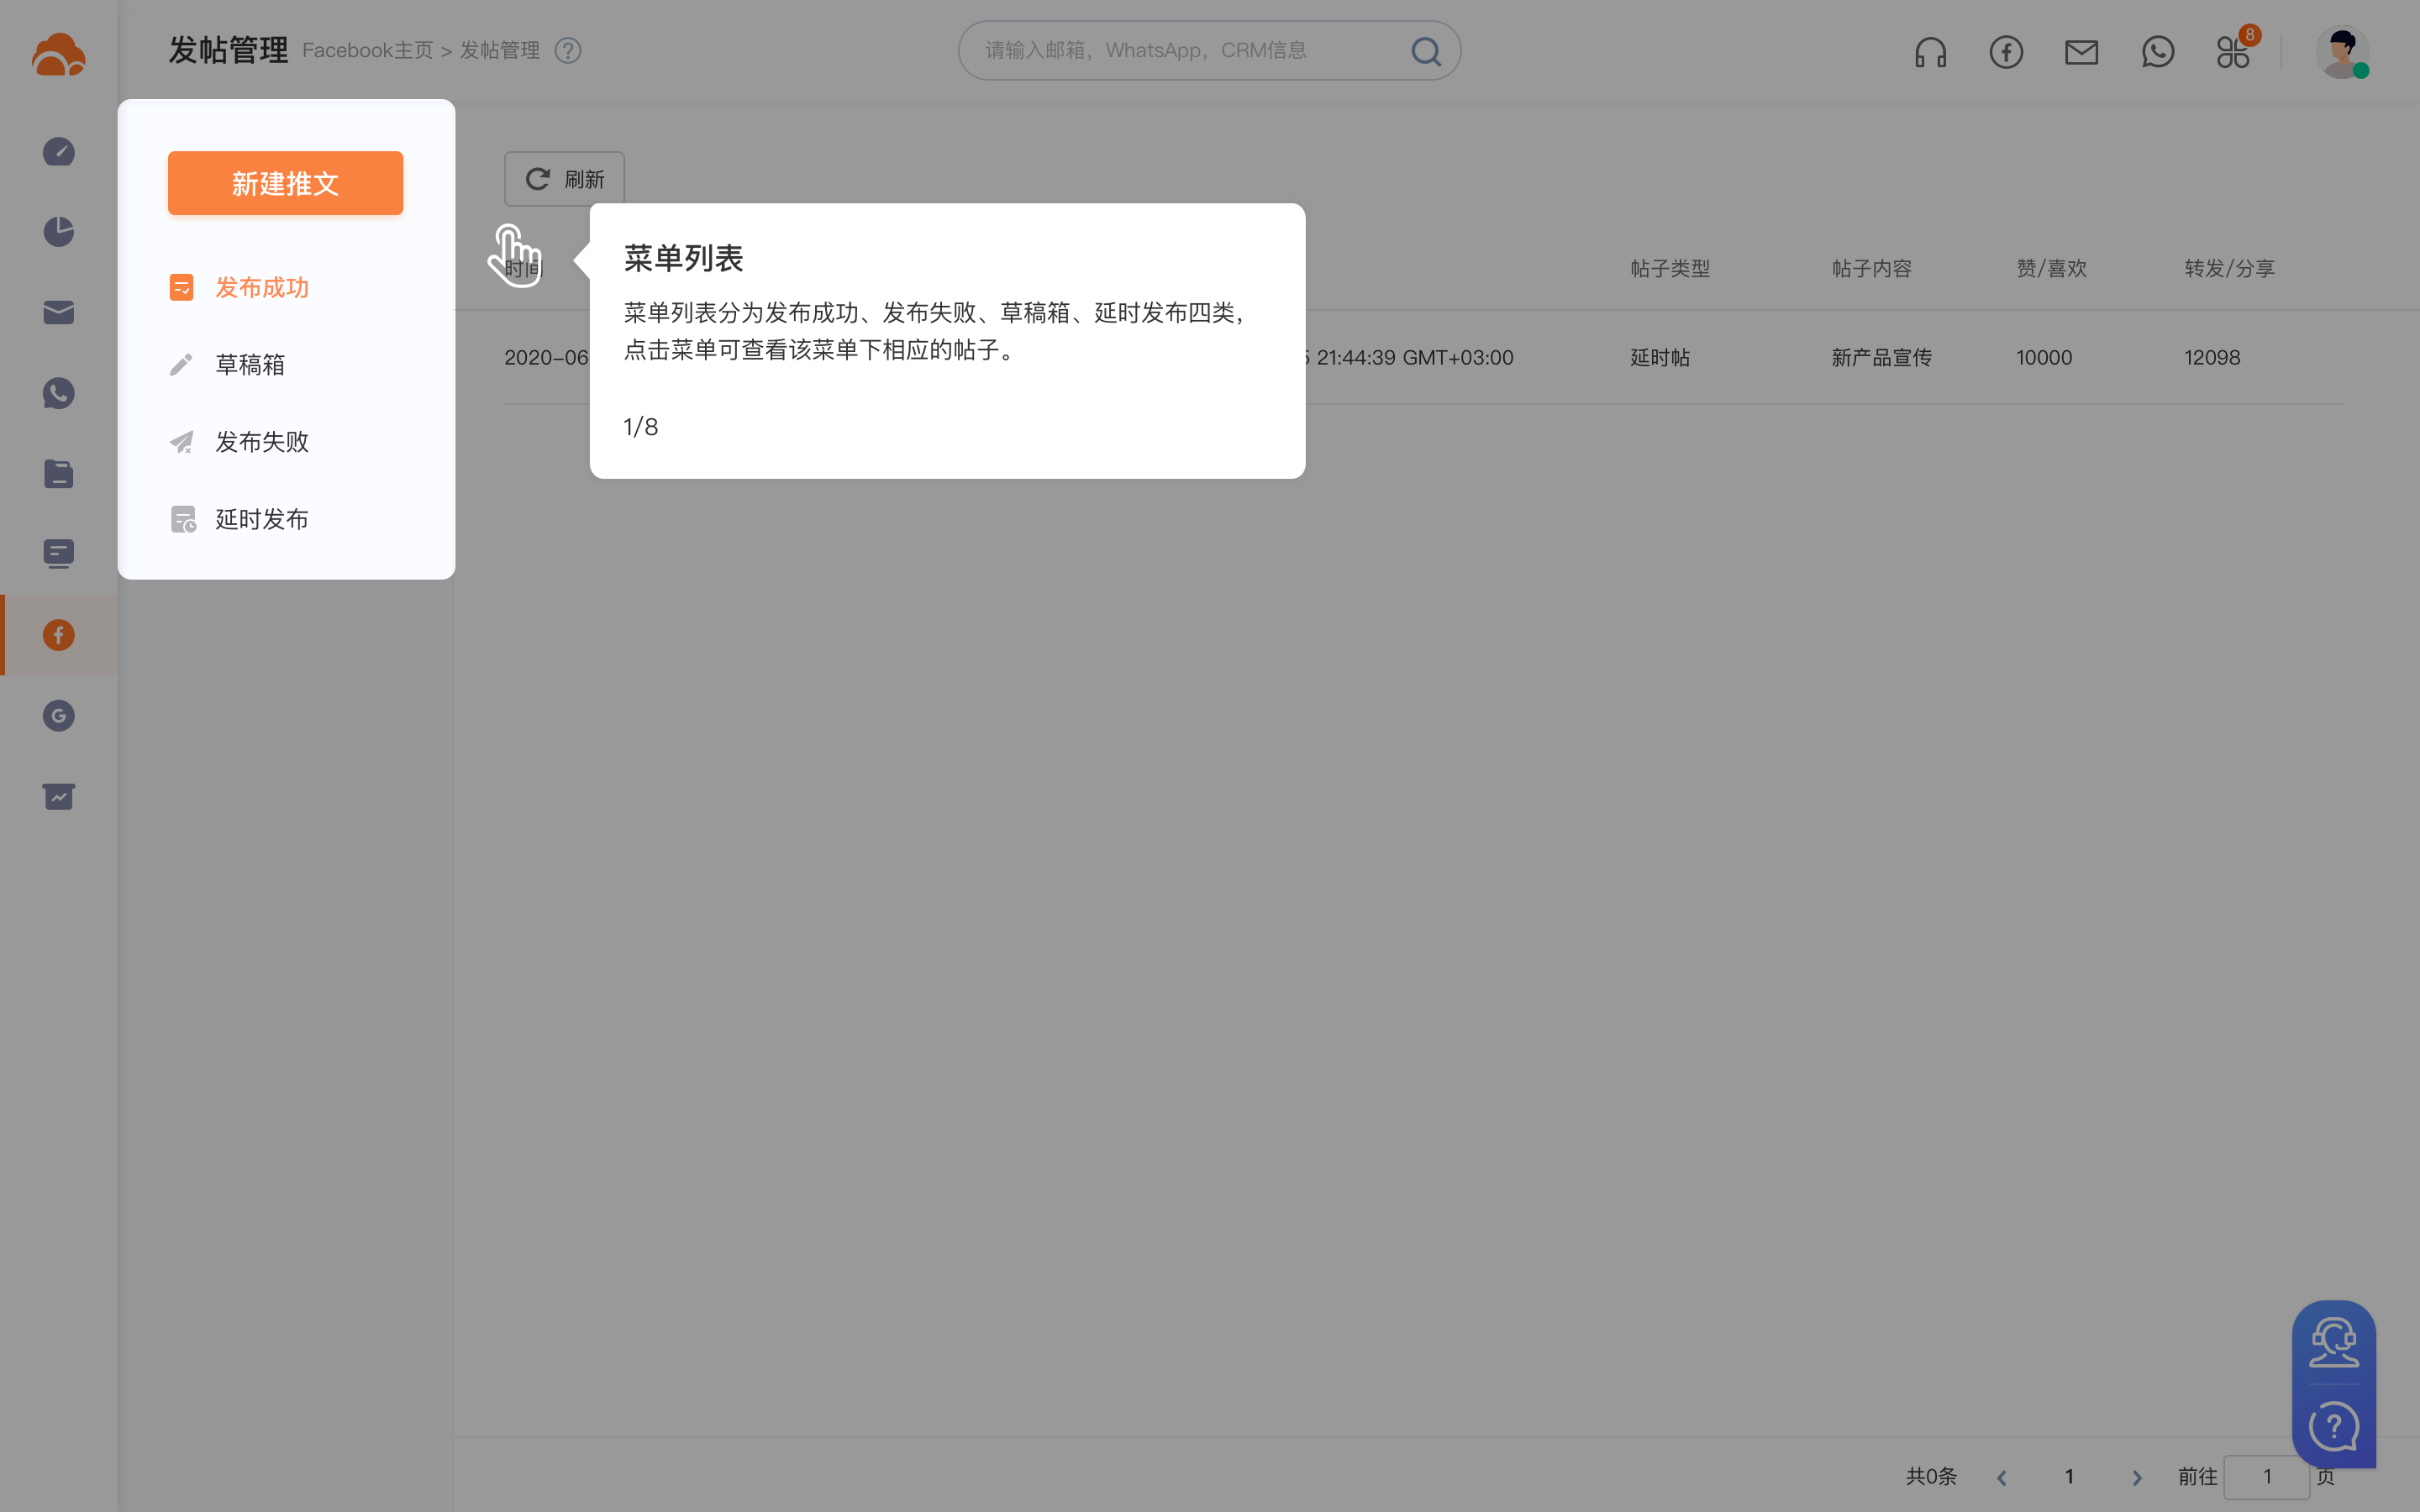 发帖管理 Facebook主页 > 发帖管理
请输入邮箱，WhatsApp，CRM信息
8
新建推文
发布成功
草稿箱
发布失败
延时发布
刷新
菜单列表
菜单列表分为发布成功、发布失败、草稿箱、延时发布四类，
点击菜单可查看该菜单下相应的帖子。
1/8
时间 帖子类型 帖子内容 赞/喜欢 转发/分享
2020-06 21:44:39 GMT+03:00 延时帖 新产品宣传 10000 12098
共0条 1 前往 1 页